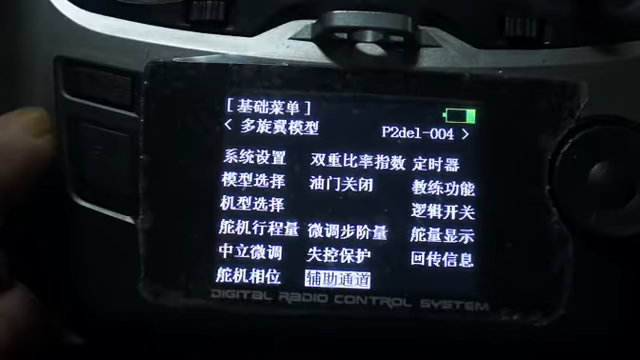 [基础菜单]
< 多旋翼模型 P2del-004 >
系统设置 双重比率指数 定时器
模型选择 油门关闭 教练功能
机型选择 逻辑开关
舵机行程量 微调步阶量 舵量显示
中立微调 失控保护 回传信息
舵机相位 辅助通道
DIGITAL RADIO CONTROL SYSTEM